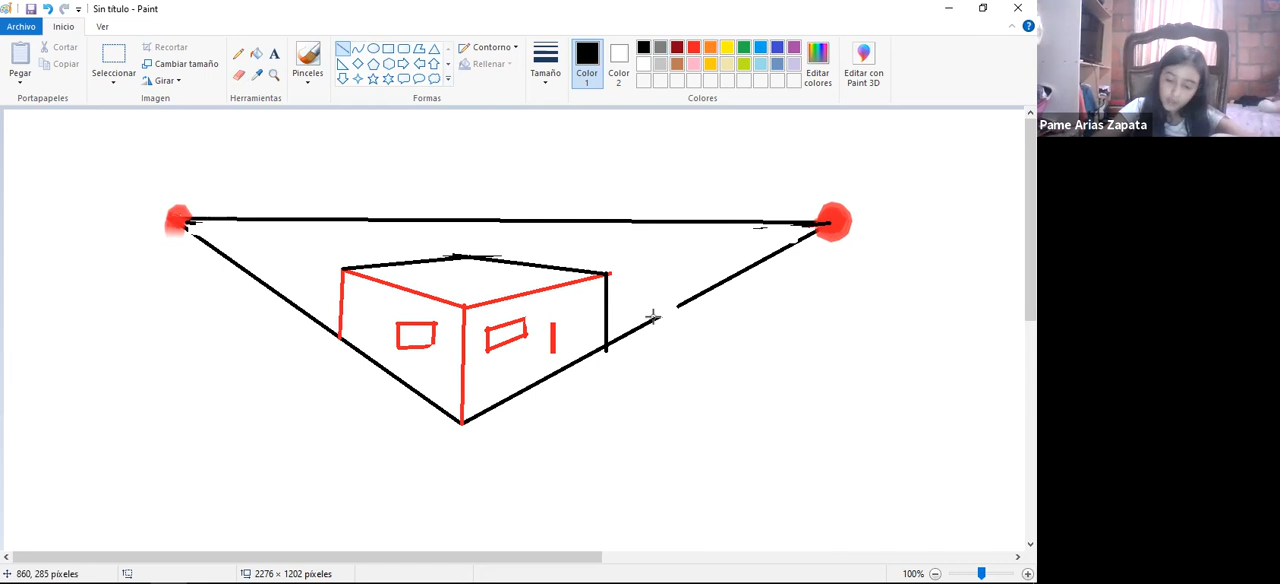 Sin título - Paint
Archivo Inicio Ver
Pegar
Cortar
Copiar
Portapapeles
Seleccionar
Recortar
Cambiar tamaño
Girar
Imagen
A
Herramientas
Pinceles
Contorno
Rellenar
Formas
Tamaño
Color 1
Color 2
Editar colores
Colores
Editar con Paint 3D
Pame Arias Zapata
860, 285 píxeles
2276 × 1202 píxeles
100%